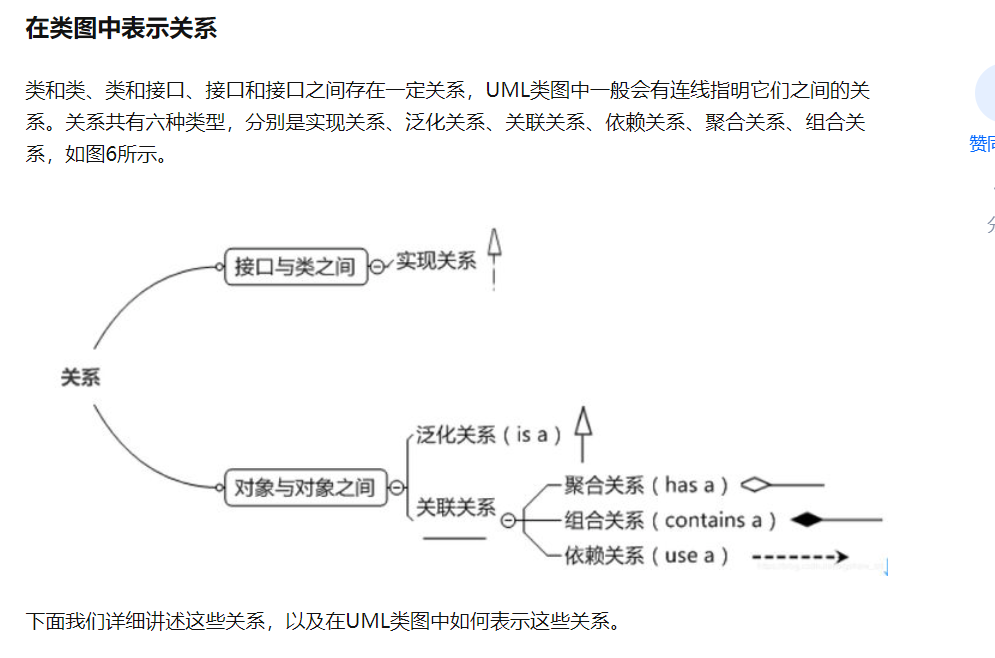 在类图中表示关系
类和类、类和接口、接口和接口之间存在一定关系，UML类图中一般会有连线指明它们之间的关
系。关系共有六种类型，分别是实现关系、泛化关系、关联关系、依赖关系、聚合关系、组合关
系，如图6所示。
赞同
接口与类之间
实现关系
关系
泛化关系（is a）
对象与对象之间
关联关系
聚合关系（has a）
组合关系（contains a）
依赖关系（use a）
下面我们详细讲述这些关系，以及在UML类图中如何表示这些关系。